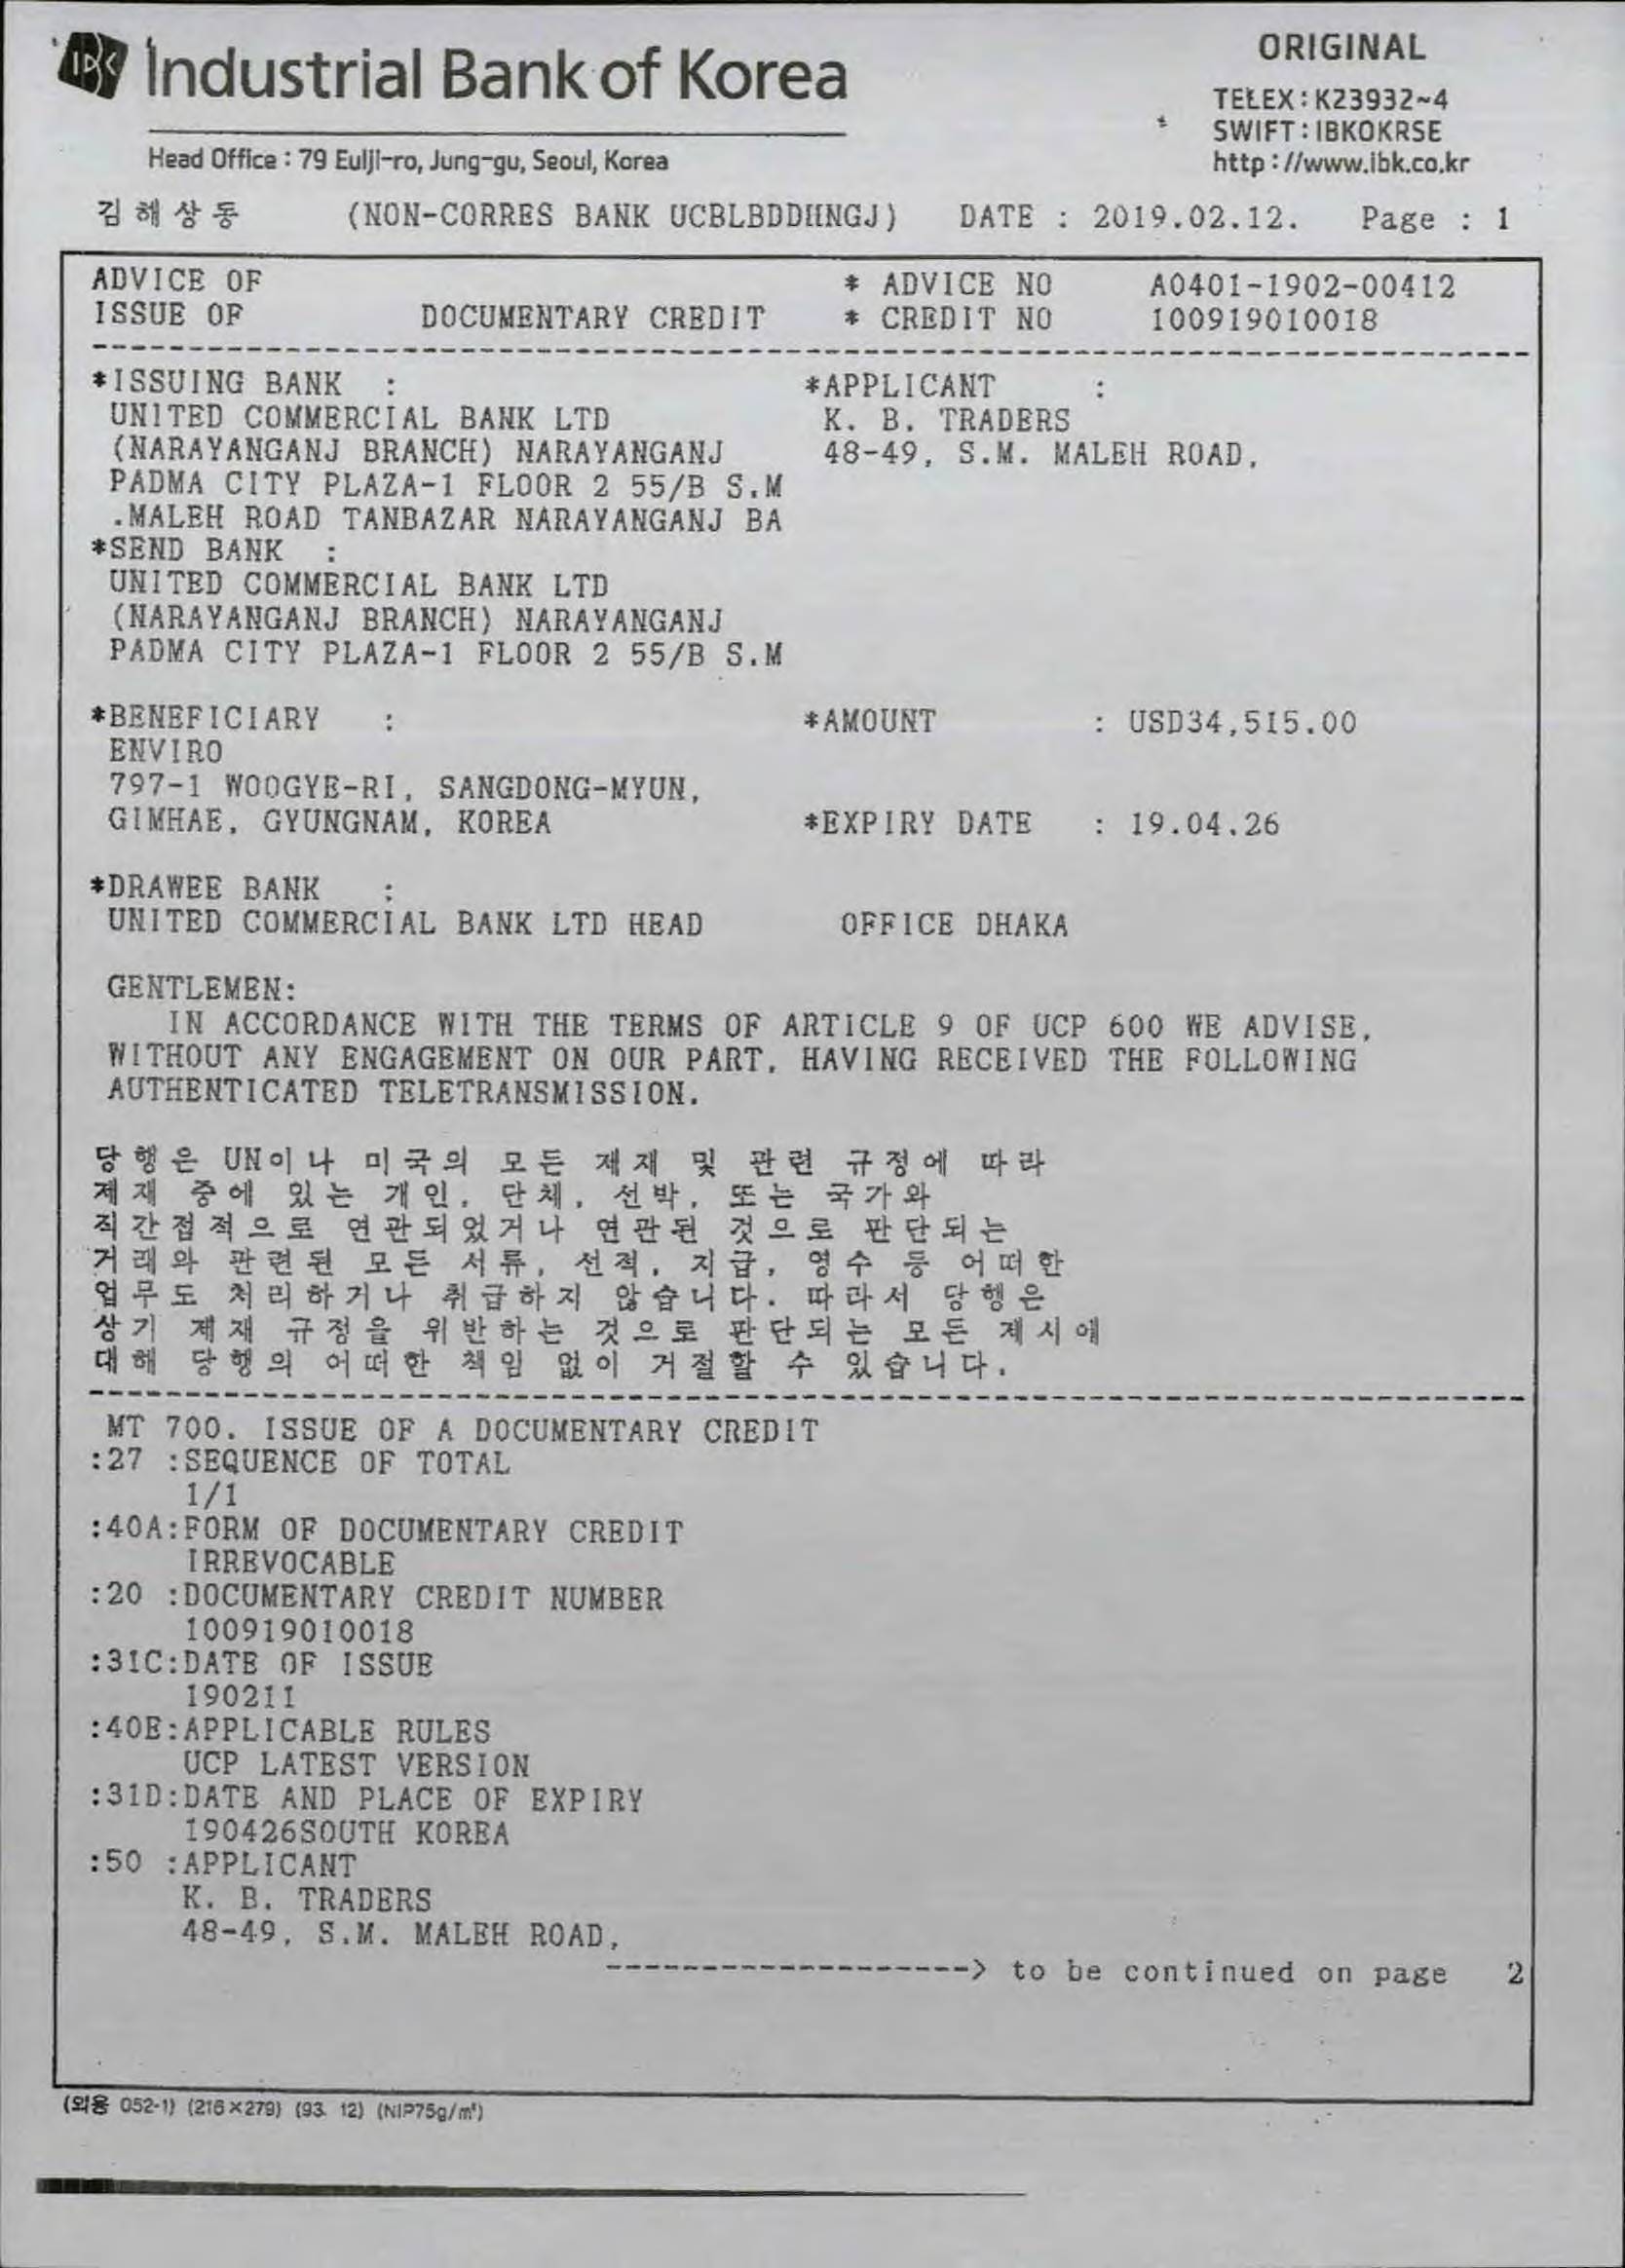 IBK Industrial Bank of Korea
ORIGINAL
TELEX : K23932~4
SWIFT : IBKOKRSE
http : //www.ibk.co.kr
Head Office : 79 Eulji-ro, Jung-gu, Seoul, Korea
김해상동 (NON-CORRES BANK UCBLBDDHNGJ) DATE : 2019.02.12. Page : 1
ADVICE OF * ADVICE NO A0401-1902-00412
ISSUE OF DOCUMENTARY CREDIT * CREDIT NO 100919010018
*ISSUING BANK : *APPLICANT :
UNITED COMMERCIAL BANK LTD K. B. TRADERS
(NARAYANGANJ BRANCH) NARAYANGANJ 48-49, S.M. MALEH ROAD,
PADMA CITY PLAZA-1 FLOOR 2 55/B S.M
.MALEH ROAD TANBAZAR NARAYANGANJ BA
*SEND BANK :
UNITED COMMERCIAL BANK LTD
(NARAYANGANJ BRANCH) NARAYANGANJ
PADMA CITY PLAZA-1 FLOOR 2 55/B S.M
*BENEFICIARY : *AMOUNT : USD34,515.00
ENVIRO
797-1 WOOGYE-RI, SANGDONG-MYUN,
GIMHAE, GYUNGNAM, KOREA *EXPIRY DATE : 19.04.26
*DRAWEE BANK :
UNITED COMMERCIAL BANK LTD HEAD OFFICE DHAKA
GENTLEMEN:
IN ACCORDANCE WITH THE TERMS OF ARTICLE 9 OF UCP 600 WE ADVISE,
WITHOUT ANY ENGAGEMENT ON OUR PART, HAVING RECEIVED THE FOLLOWING
AUTHENTICATED TELETRANSMISSION.
당행은 UN이나 미국의 모든 제재 및 관련 규정에 따라
제재 중에 있는 개인, 단체, 선박, 또는 국가와
직간접적으로 연관되었거나 연관된 것으로 판단되는
거래와 관련된 모든 서류, 선적, 지급, 영수 등 어떠한
업무도 처리하거나 취급하지 않습니다. 따라서 당행은
상기 제재 규정을 위반하는 것으로 판단되는 모든 제시에
대해 당행의 어떠한 책임 없이 거절할 수 있습니다.
MT 700. ISSUE OF A DOCUMENTARY CREDIT
:27 :SEQUENCE OF TOTAL
1/1
:40A:FORM OF DOCUMENTARY CREDIT
IRREVOCABLE
:20 :DOCUMENTARY CREDIT NUMBER
100919010018
:31C:DATE OF ISSUE
190211
:40E:APPLICABLE RULES
UCP LATEST VERSION
:31D:DATE AND PLACE OF EXPIRY
190426SOUTH KOREA
:50 :APPLICANT
K. B. TRADERS
48-49, S.M. MALEH ROAD,
-------------------> to be continued on page 2
(외용 052-1) (216×279) (93. 12) (NIP75g/㎡)